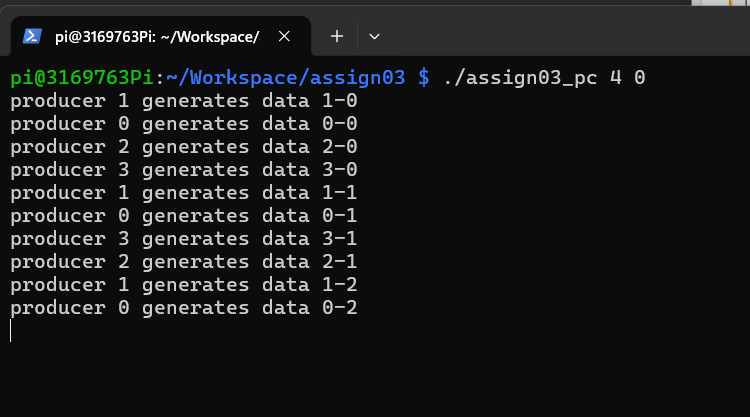 pi@3169763Pi: ~/Workspace/
pi@3169763Pi:~/Workspace/assign03 $ ./assign03_pc 4 0
producer 1 generates data 1-0
producer 0 generates data 0-0
producer 2 generates data 2-0
producer 3 generates data 3-0
producer 1 generates data 1-1
producer 0 generates data 0-1
producer 3 generates data 3-1
producer 2 generates data 2-1
producer 1 generates data 1-2
producer 0 generates data 0-2